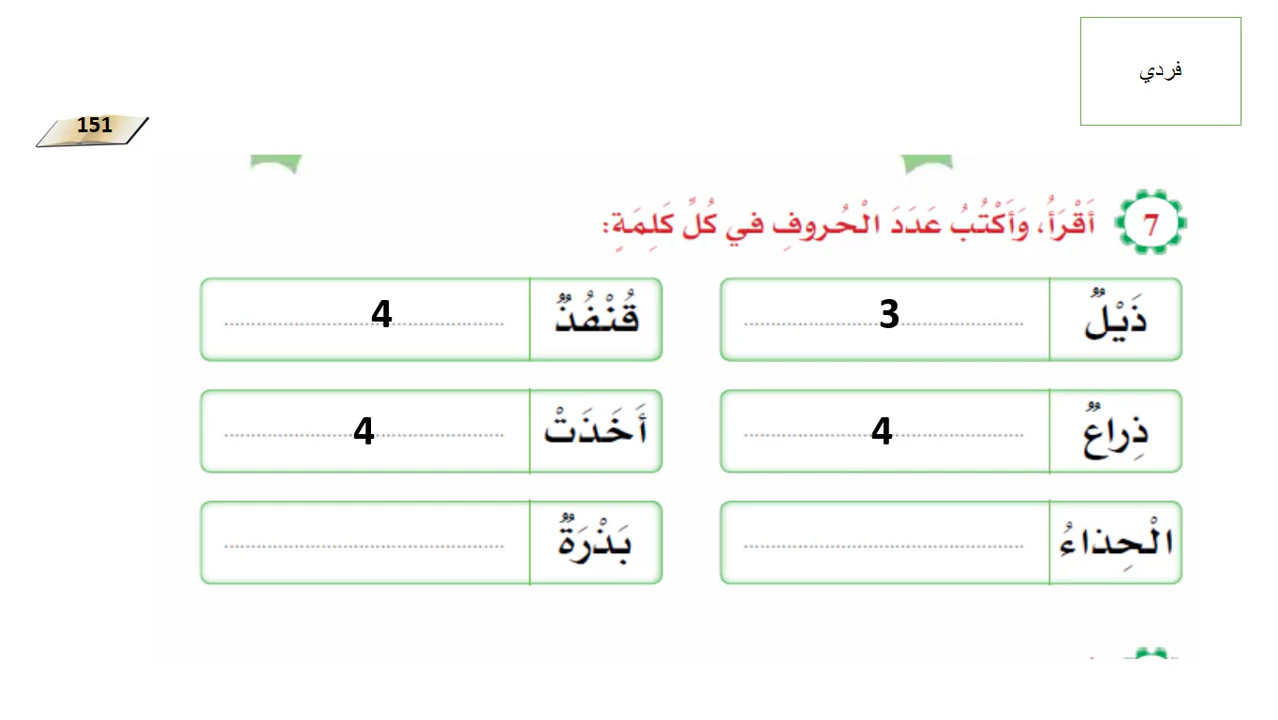 فردي
151
7 أَقْرَأُ، وَأَكْتُبُ عَدَدَ الْحُروفِ في كُلِّ كَلِمَةٍ:
ذَيْلٌ 3 قُنْفُذٌ 4
ذِراعٌ 4 أَخَذَتْ 4
الْحِذاءُ ........ بَذْرَةٌ ........